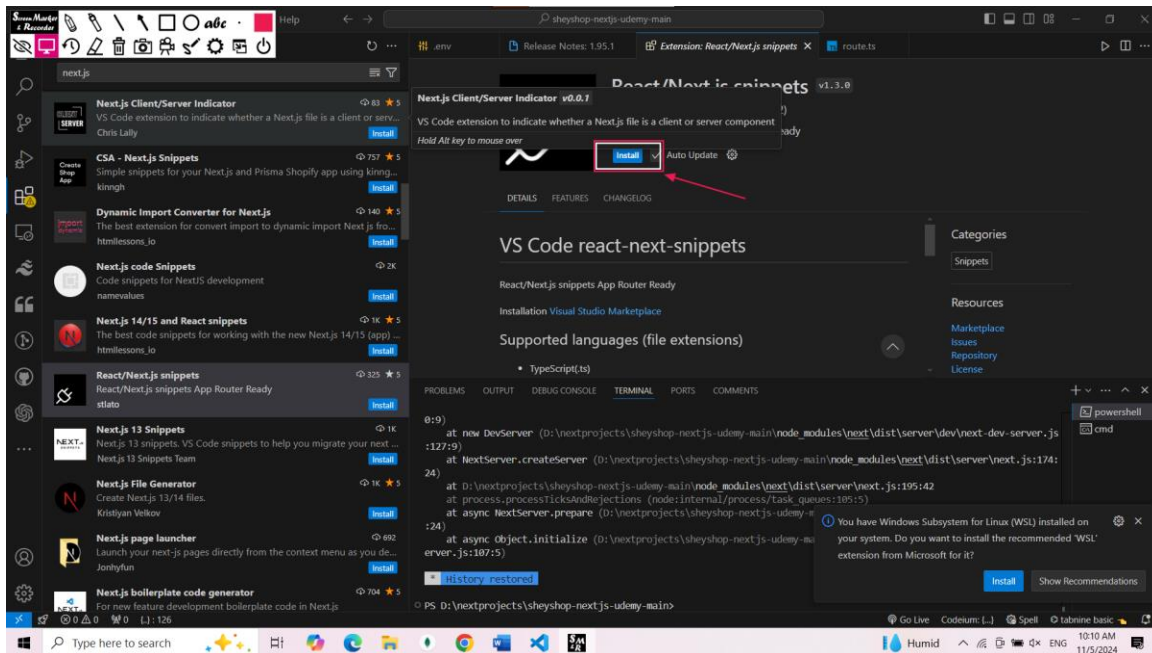 Screen Marker
& Recorder
abc
Help
sheyshop-nextjs-udemy-main
.env
Release Notes: 1.95.1
Extension: React/Next.js snippets
route.ts
next.js
Next.js Client/Server Indicator
83
5
VS Code extension to indicate whether a Next.js file is a client or serv...
Chris Lally
Install
CSA - Next.js Snippets
757
5
Simple snippets for your Next.js and Prisma Shopify app using kinng...
kinngh
Install
Create
Shop
App
Dynamic Import Converter for Next.js
140
5
The best extension for convert import to dynamic import Next js fro...
htmllessons_io
Install
Next.js code Snippets
2K
Code snippets for NextJS development
namevalues
Install
Next.js 14/15 and React snippets
1K
5
The best code snippets for working with the new Next.js 14/15 (app) ...
htmllessons_io
Install
React/Next.js snippets
325
5
React/Next.js snippets App Router Ready
stlato
Install
Next.js 13 Snippets
1K
Next.js 13 snippets. VS Code snippets to help you migrate your next ...
Next.js 13 Snippets Team
Install
Next.js File Generator
1K
5
Create Next.js 13/14 files.
Kristiyan Velkov
Install
Next.js page launcher
692
Launch your next-js pages directly from the context menu as you de...
Jonhyfun
Install
Next.js boilerplate code generator
704
5
For new feature development boilerplate code in Next.js
React/Next.js snippets
v1.3.0
Next.js Client/Server Indicator v0.0.1
VS Code extension to indicate whether a Next.js file is a client or server component
Hold Alt key to mouse over
Install
Auto Update
DETAILS
FEATURES
CHANGELOG
VS Code react-next-snippets
React/Next.js snippets App Router Ready
Installation Visual Studio Marketplace
Supported languages (file extensions)
TypeScript(.ts)
Categories
Snippets
Resources
Marketplace
Issues
Repository
License
PROBLEMS
OUTPUT
DEBUG CONSOLE
TERMINAL
PORTS
COMMENTS
powershell
cmd
0:9)
at new DevServer (D:\nextprojects\sheyshop-nextjs-udemy-main\node_modules\next\dist\server\dev\next-dev-server.js
:127:9)
at NextServer.createServer (D:\nextprojects\sheyshop-nextjs-udemy-main\node_modules\next\dist\server\next.js:174:
24)
at D:\nextprojects\sheyshop-nextjs-udemy-main\node_modules\next\dist\server\next.js:195:42
at process.processTicksAndRejections (node:internal/process/task_queues:105:5)
at async NextServer.prepare (D:\nextprojects\sheyshop-nextjs-udemy-m
:24)
at async Object.initialize (D:\nextprojects\sheyshop-nextjs-udemy-ma
erver.js:107:5)
* History restored
PS D:\nextprojects\sheyshop-nextjs-udemy-main>
You have Windows Subsystem for Linux (WSL) installed on
your system. Do you want to install the recommended 'WSL'
extension from Microsoft for it?
Install
Show Recommendations
0
0
0
Go Live
Codeium: {...}
Spell
tabnine basic
Type here to search
Humid
ENG
10:10 AM
11/5/2024